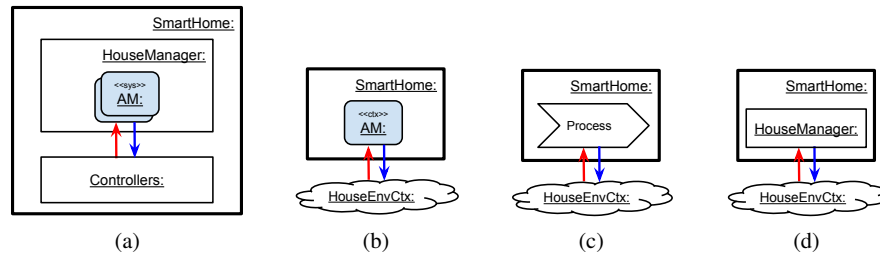 SmartHome:
HouseManager:
<<sys>>
AM:
Controllers:
(a)
SmartHome:
<<ctx>>
AM:
HouseEnvCtx:
(b)
SmartHome:
Process
HouseEnvCtx:
(c)
SmartHome:
HouseManager:
HouseEnvCtx:
(d)